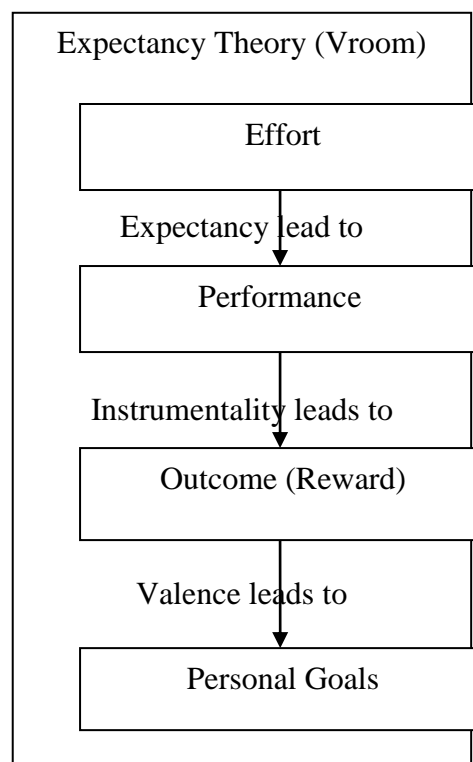 Expectancy Theory (Vroom)
Effort
Expectancy lead to
Performance
Instrumentality leads to
Outcome (Reward)
Valence leads to
Personal Goals